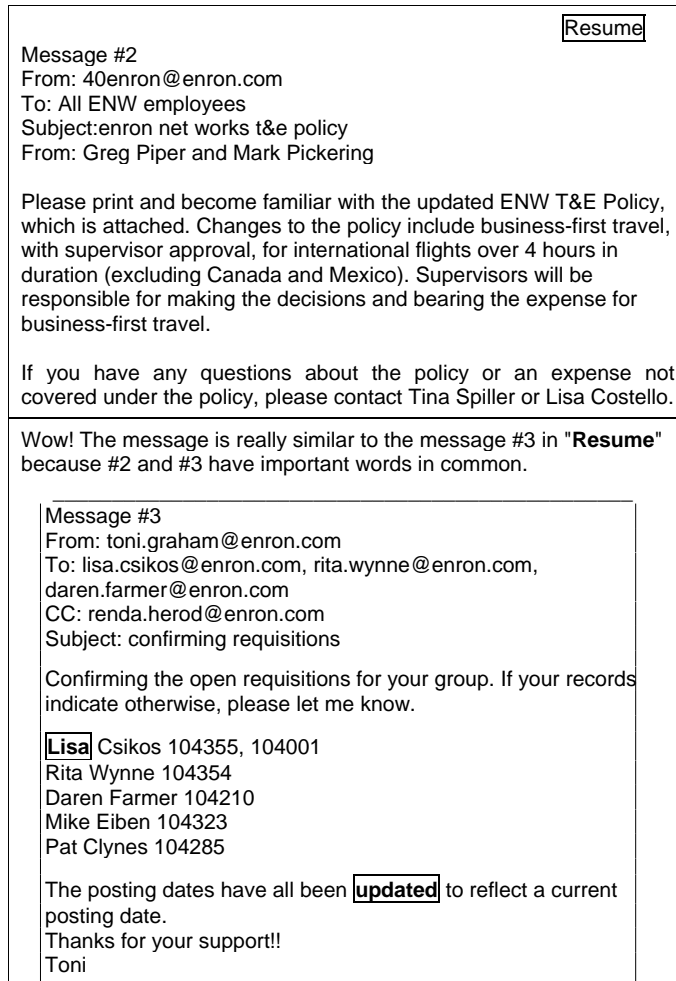 Resume
Message #2
From: 40enron@enron.com
To: All ENW employees
Subject:enron net works t&e policy
From: Greg Piper and Mark Pickering
Please print and become familiar with the updated ENW T&E Policy,
which is attached. Changes to the policy include business-first travel,
with supervisor approval, for international flights over 4 hours in
duration (excluding Canada and Mexico). Supervisors will be
responsible for making the decisions and bearing the expense for
business-first travel.
If you have any questions about the policy or an expense not
covered under the policy, please contact Tina Spiller or Lisa Costello.
Wow! The message is really similar to the message #3 in "Resume"
because #2 and #3 have important words in common.
Message #3
From: toni.graham@enron.com
To: lisa.csikos@enron.com, rita.wynne@enron.com,
daren.farmer@enron.com
CC: renda.herod@enron.com
Subject: confirming requisitions
Confirming the open requisitions for your group. If your records
indicate otherwise, please let me know.
Lisa Csikos 104355, 104001
Rita Wynne 104354
Daren Farmer 104210
Mike Eiben 104323
Pat Clynes 104285
The posting dates have all been updated to reflect a current
posting date.
Thanks for your support!!
Toni